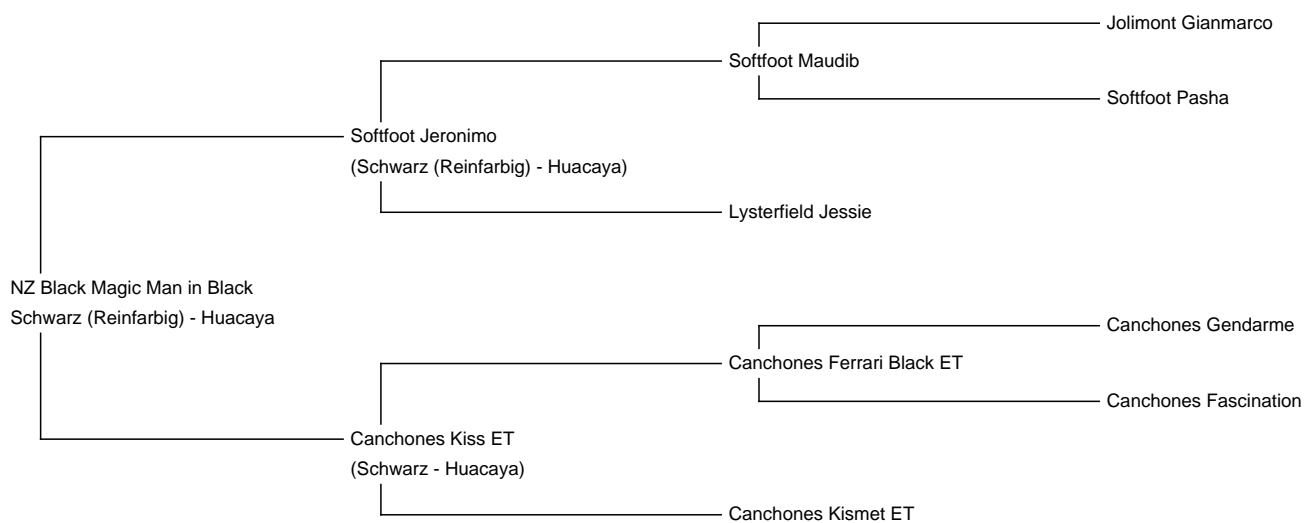 Jolimont Gianmarco
Softfoot Maudib
Softfoot Pasha
Softfoot Jeronimo
(Schwarz (Reinfarbig) - Huacaya)
Lysterfield Jessie
NZ Black Magic Man in Black
Schwarz (Reinfarbig) - Huacaya
Canchones Gendarme
Canchones Ferrari Black ET
Canchones Fascination
Canchones Kiss ET
(Schwarz - Huacaya)
Canchones Kismet ET